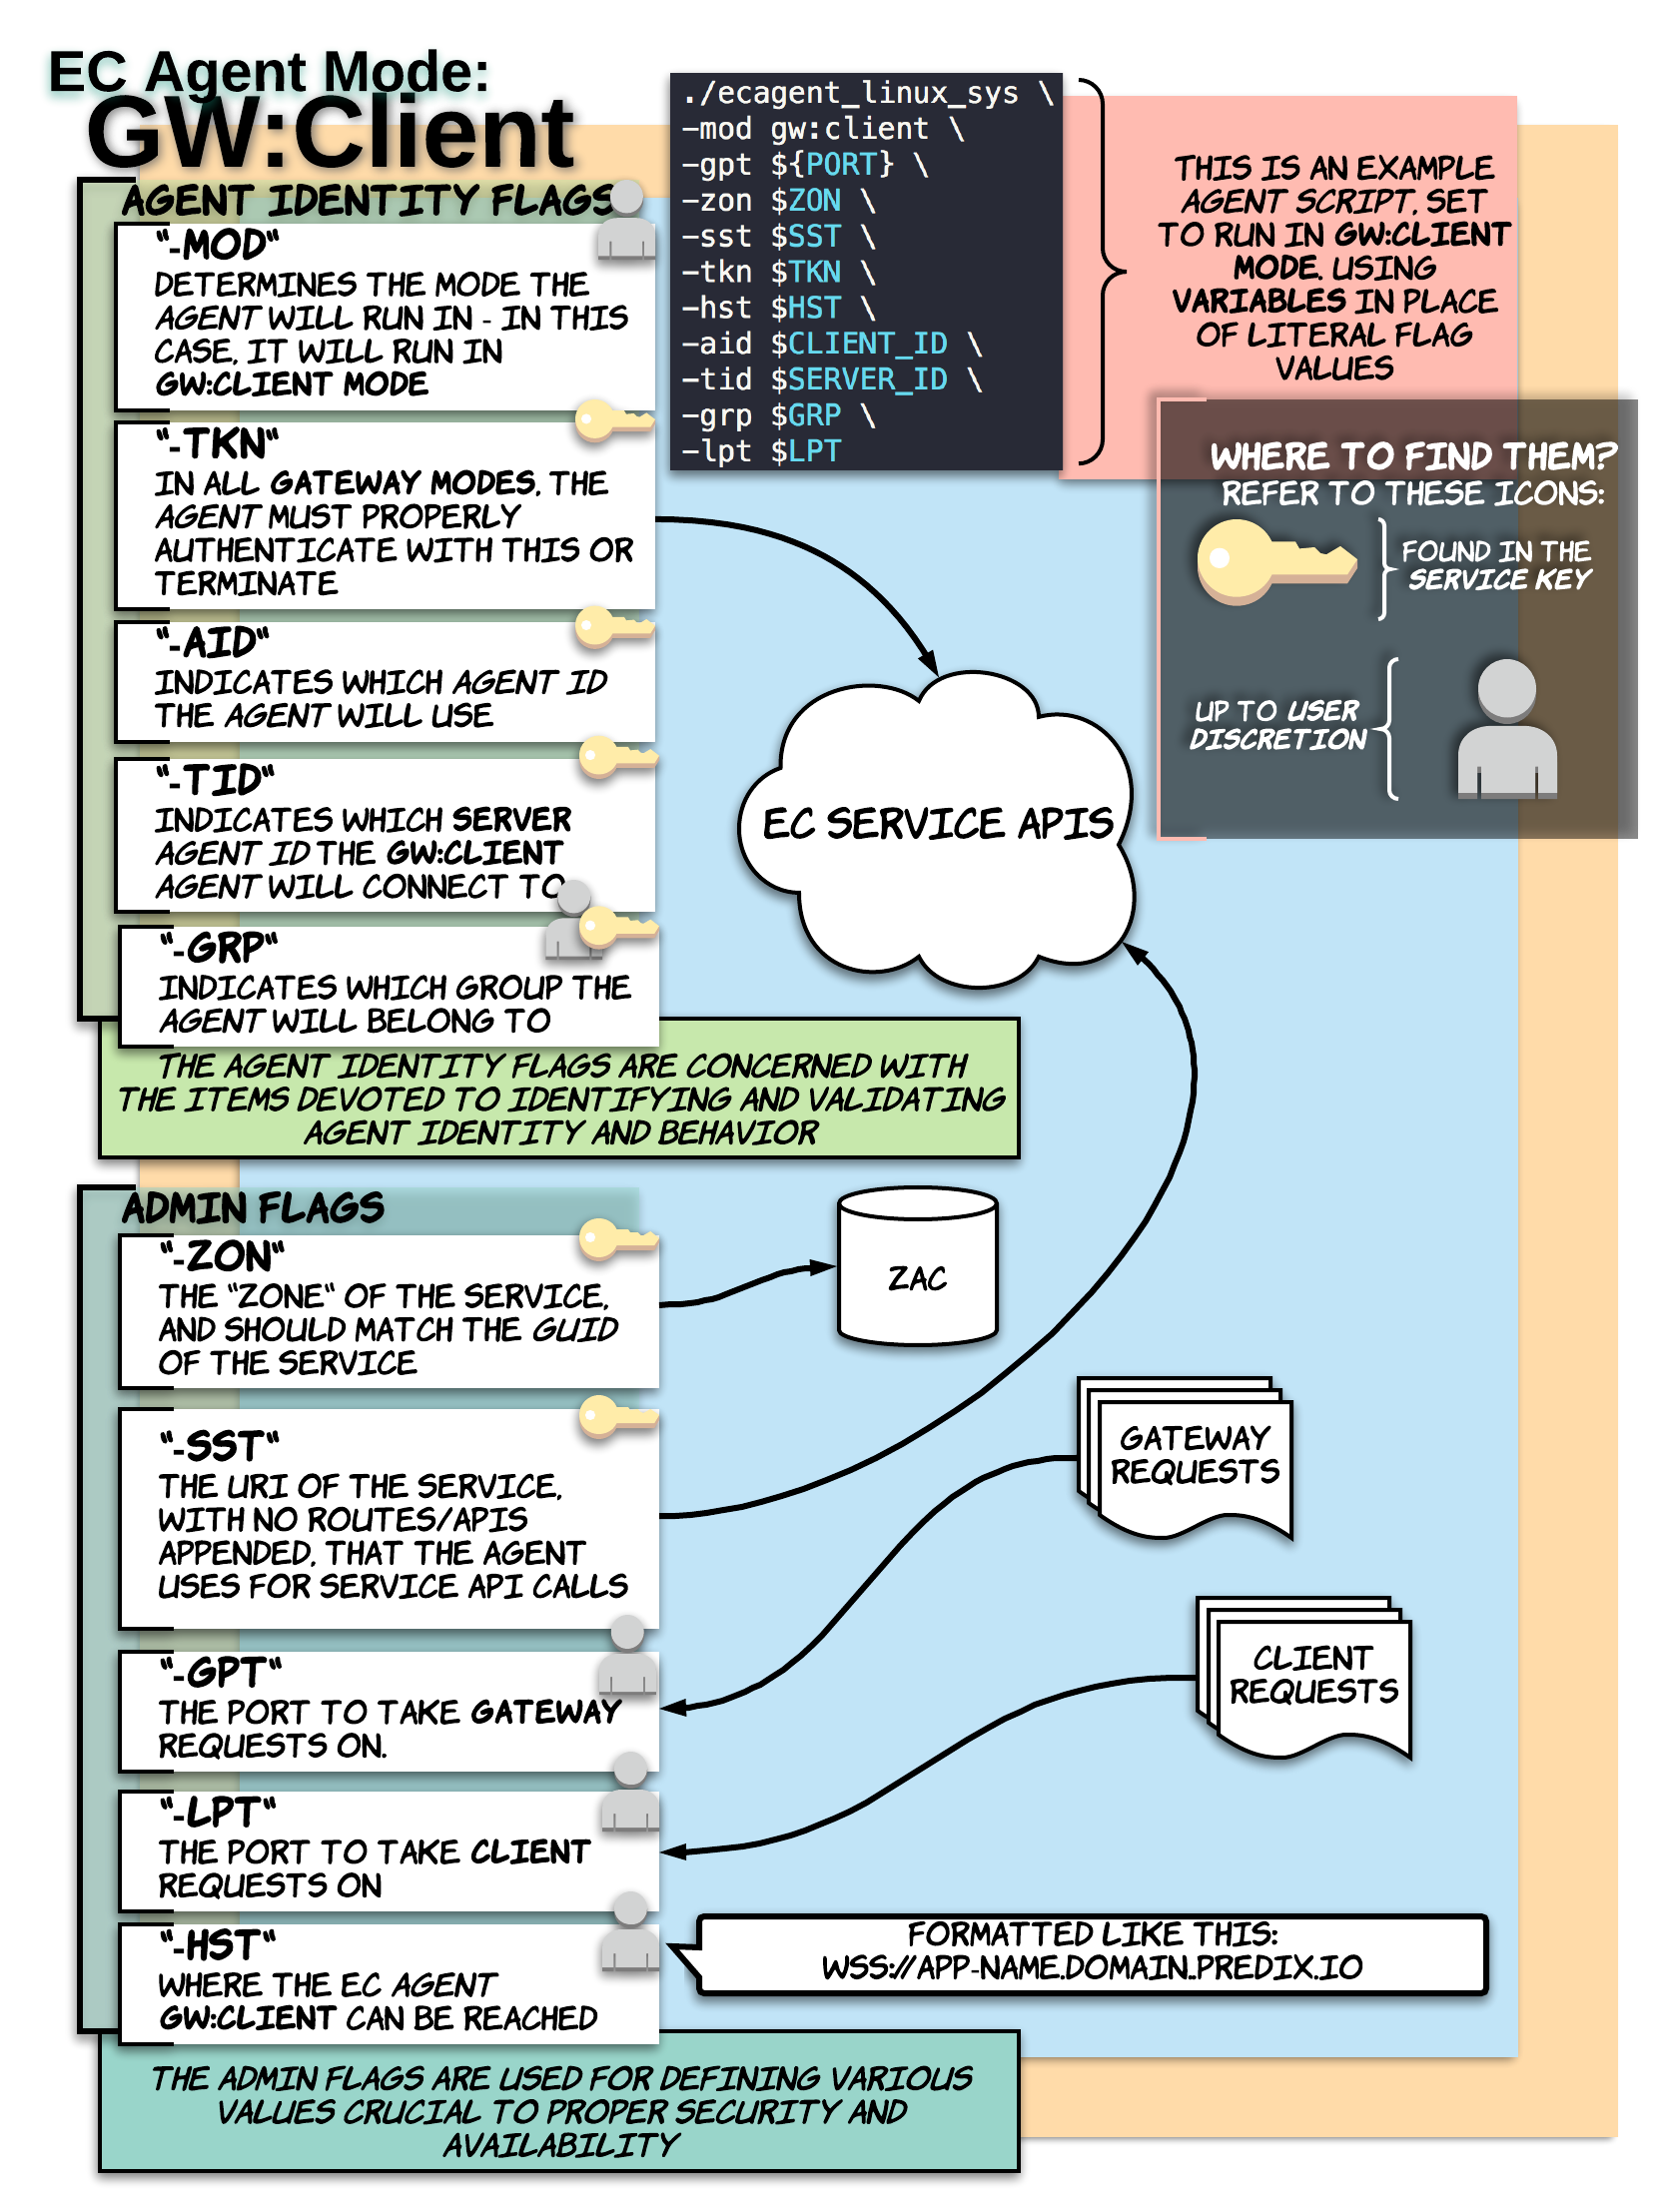 EC Agent Mode:
GW:Client
AGENT IDENTITY FLAGS
"-MOD"
DETERMINES THE MODE THE
AGENT WILL RUN IN - IN THIS
CASE, IT WILL RUN IN
GW:CLIENT MODE
"-TKN"
IN ALL GATEWAY MODES, THE
AGENT MUST PROPERLY
AUTHENTICATE WITH THIS OR
TERMINATE
"-AID"
INDICATES WHICH AGENT ID
THE AGENT WILL USE
"-TID"
INDICATES WHICH SERVER
AGENT ID THE GW:CLIENT
AGENT WILL CONNECT TO
"-GRP"
INDICATES WHICH GROUP THE
AGENT WILL BELONG TO
THE AGENT IDENTITY FLAGS ARE CONCERNED WITH
THE ITEMS DEVOTED TO IDENTIFYING AND VALIDATING
AGENT IDENTITY AND BEHAVIOR
./ecagent_linux_sys \
-mod gw:client \
-gpt ${PORT} \
-zon $ZON \
-sst $SST \
-tkn $TKN \
-hst $HST \
-aid $CLIENT_ID \
-tid $SERVER_ID \
-grp $GRP \
-lpt $LPT
THIS IS AN EXAMPLE
AGENT SCRIPT, SET
TO RUN IN GW:CLIENT
MODE, USING
VARIABLES IN PLACE
OF LITERAL FLAG
VALUES
WHERE TO FIND THEM?
REFER TO THESE ICONS:
FOUND IN THE
SERVICE KEY
UP TO USER
DISCRETION
EC SERVICE APIS
ADMIN FLAGS
"-ZON"
THE "ZONE" OF THE SERVICE,
AND SHOULD MATCH THE GUID
OF THE SERVICE
ZAC
"-SST"
THE URI OF THE SERVICE,
WITH NO ROUTES/APIS
APPENDED, THAT THE AGENT
USES FOR SERVICE API CALLS
GATEWAY
REQUESTS
"-GPT"
THE PORT TO TAKE GATEWAY
REQUESTS ON.
CLIENT
REQUESTS
"-LPT"
THE PORT TO TAKE CLIENT
REQUESTS ON
"-HST"
WHERE THE EC AGENT
GW:CLIENT CAN BE REACHED
FORMATTED LIKE THIS:
WSS://APP-NAME.DOMAIN.PREDIX.IO
THE ADMIN FLAGS ARE USED FOR DEFINING VARIOUS
VALUES CRUCIAL TO PROPER SECURITY AND
AVAILABILITY